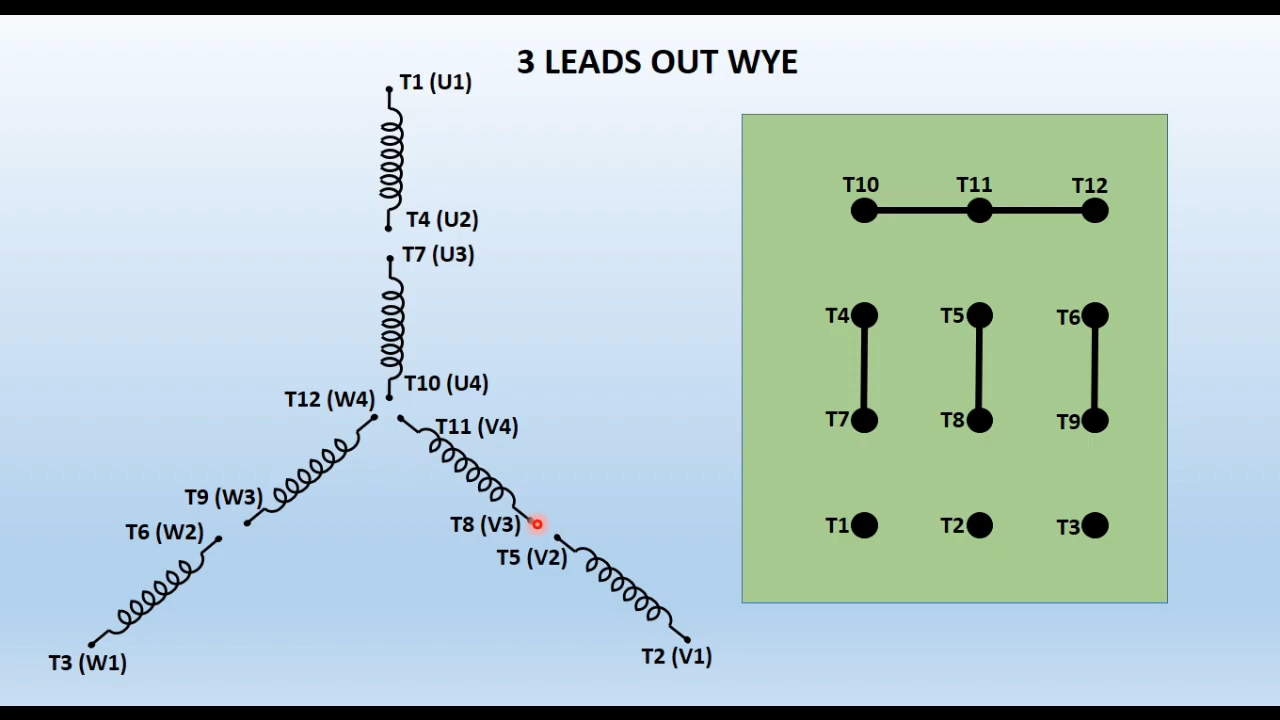 3 LEADS OUT WYE
T1 (U1)
T4 (U2)
T7 (U3)
T10 (U4)
T12 (W4)
T11 (V4)
T9 (W3)
T6 (W2)
T8 (V3)
T5 (V2)
T3 (W1)
T2 (V1)
T10 T11 T12
T4 T5 T6
T7 T8 T9
T1 T2 T3